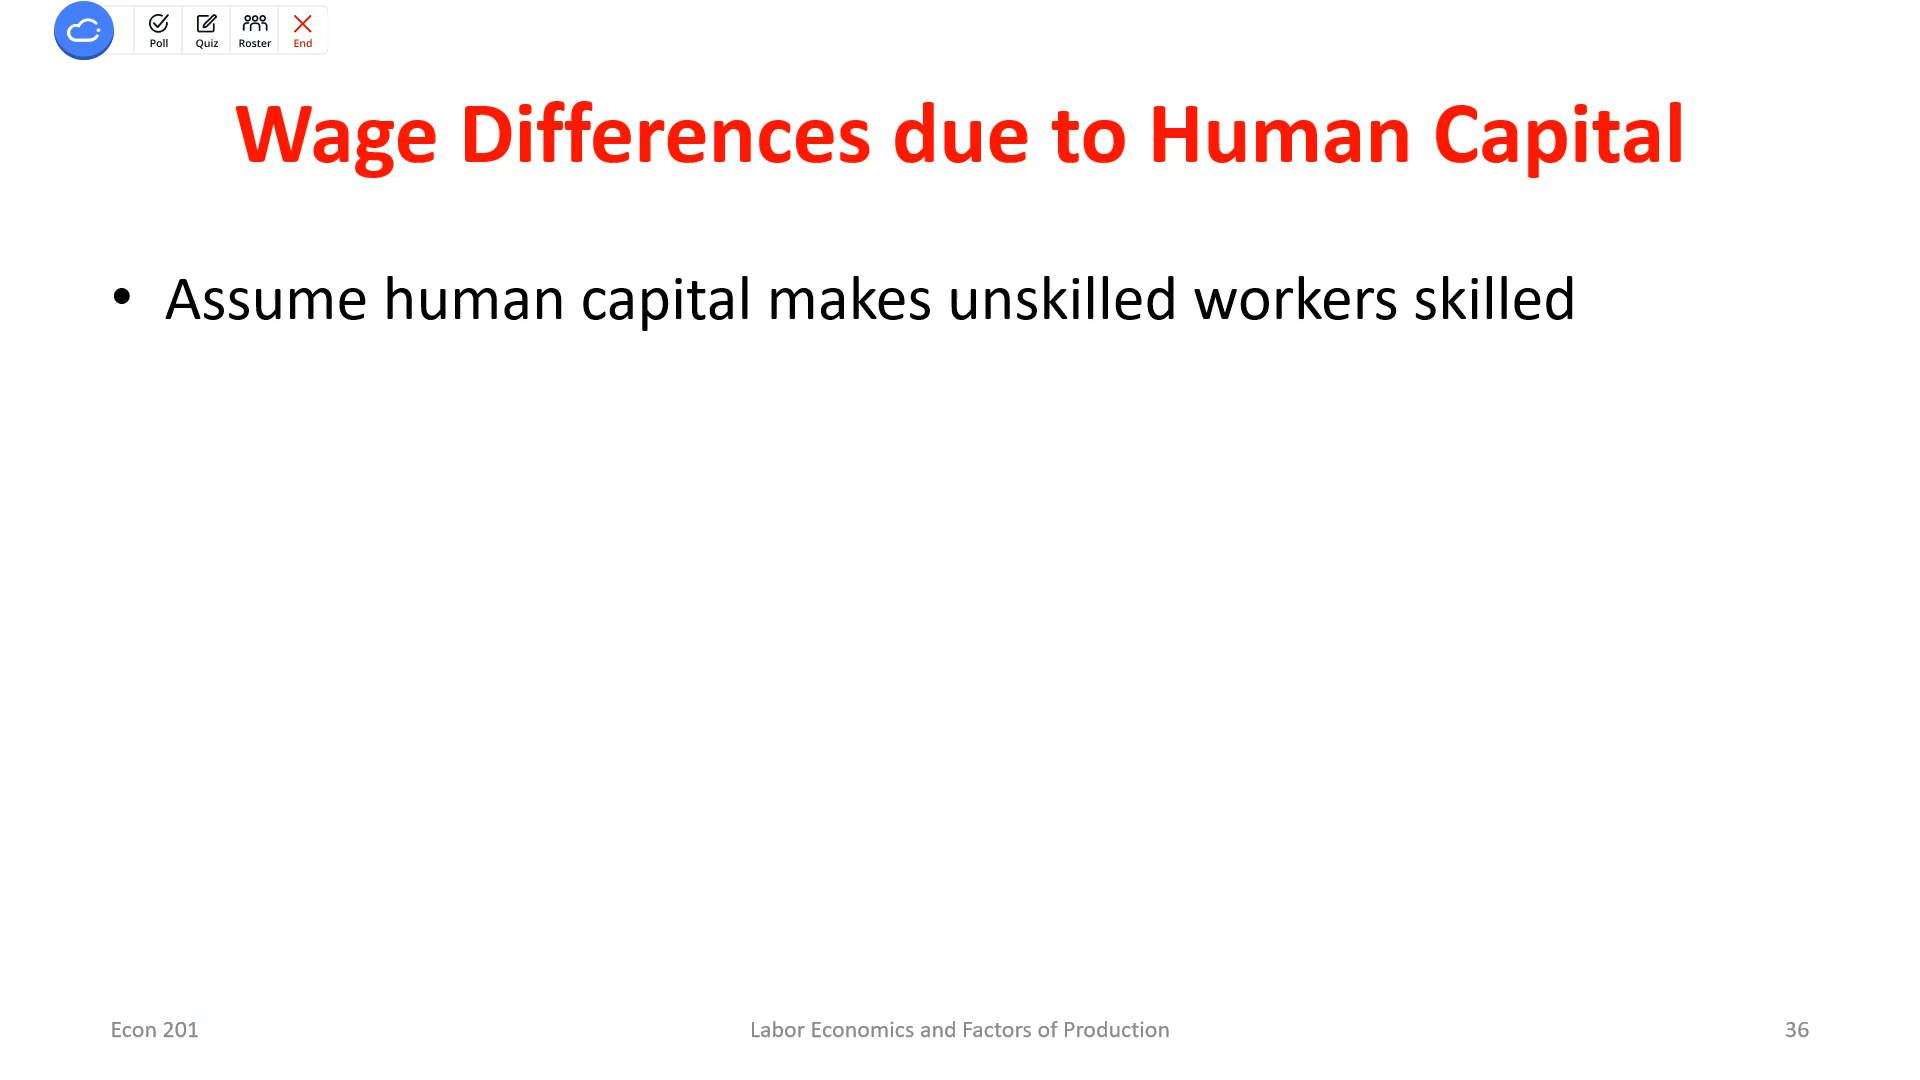 Poll Quiz Roster End
Wage Differences due to Human Capital
• Assume human capital makes unskilled workers skilled
Econ 201 Labor Economics and Factors of Production 36